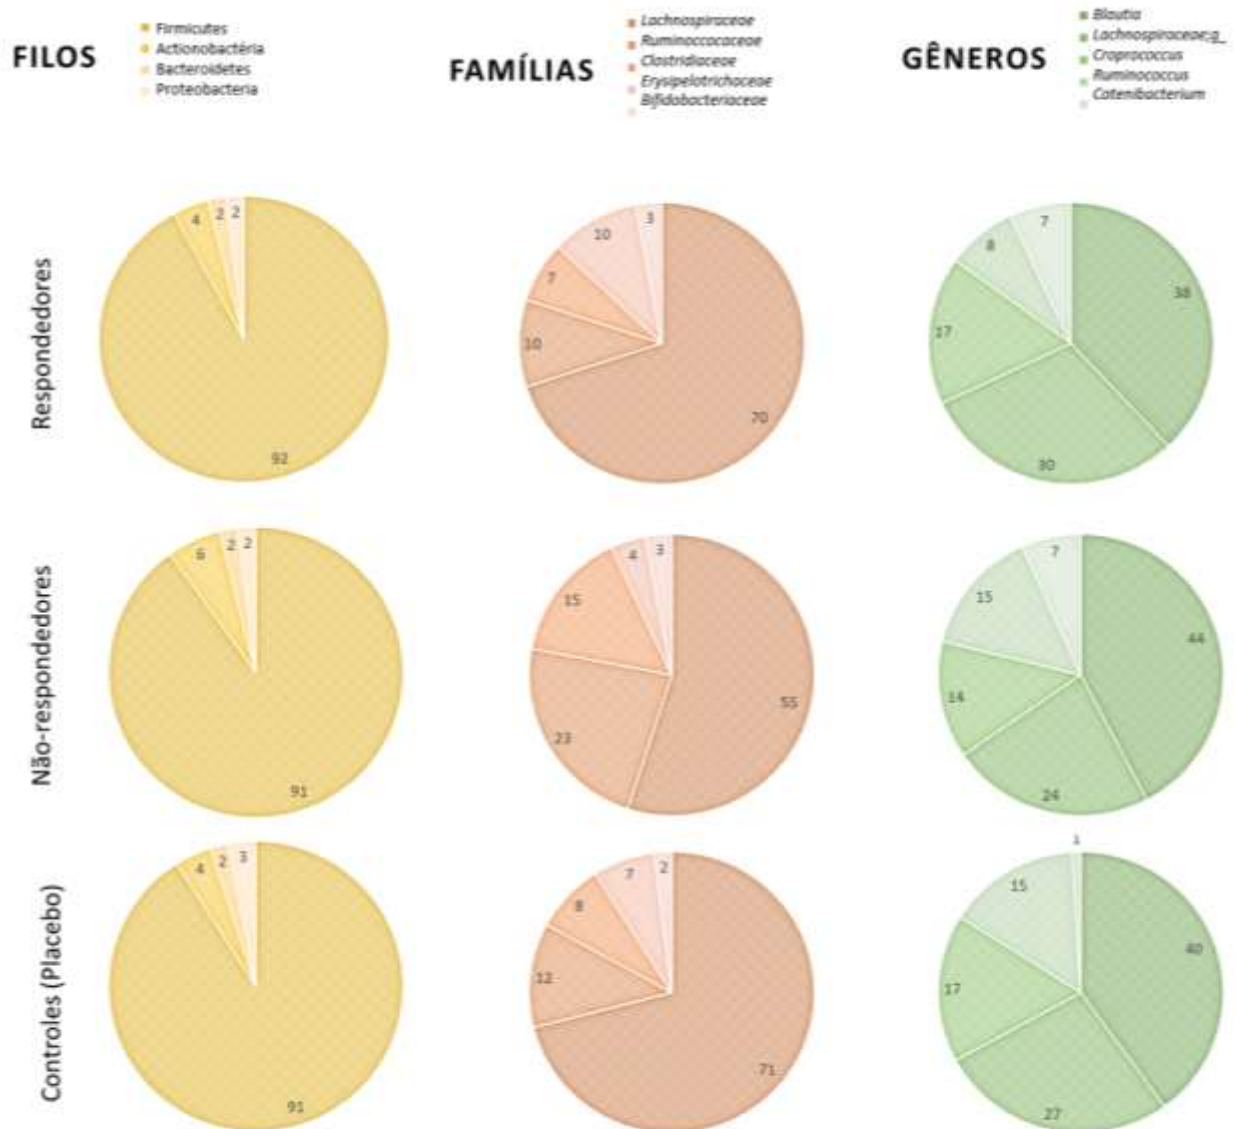 FILOS
Firmicutes
Actionobactéria
Bacteroidetes
Proteobacteria
FAMÍLIAS
Lachnospiraceae
Ruminoccacaceae
Clostridiaceae
Erysipelotrichaceae
Bifidobacteriaceae
GÊNEROS
Blautia
Lachnospiraceae;g_
Croprococcus
Ruminococcus
Catenibacterium
Respondedores
4 2 2
92
3
10
7
10
70
7
8
38
17
30
Não-respondedores
6 2 2
91
4 3
15
55
23
7
15
44
14
24
Controles (Placebo)
4 2 3
91
7 2
8
12
71
1
15
40
17
27